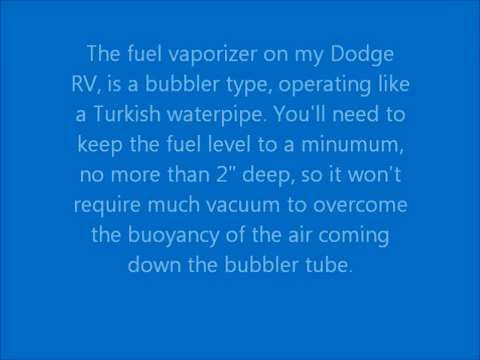 The fuel vaporizer on my Dodge
RV, is a bubbler type, operating like
a Turkish waterpipe. You'll need to
keep the fuel level to a minumum,
no more than 2" deep, so it won't
require much vacuum to overcome
the buoyancy of the air coming
down the bubbler tube.